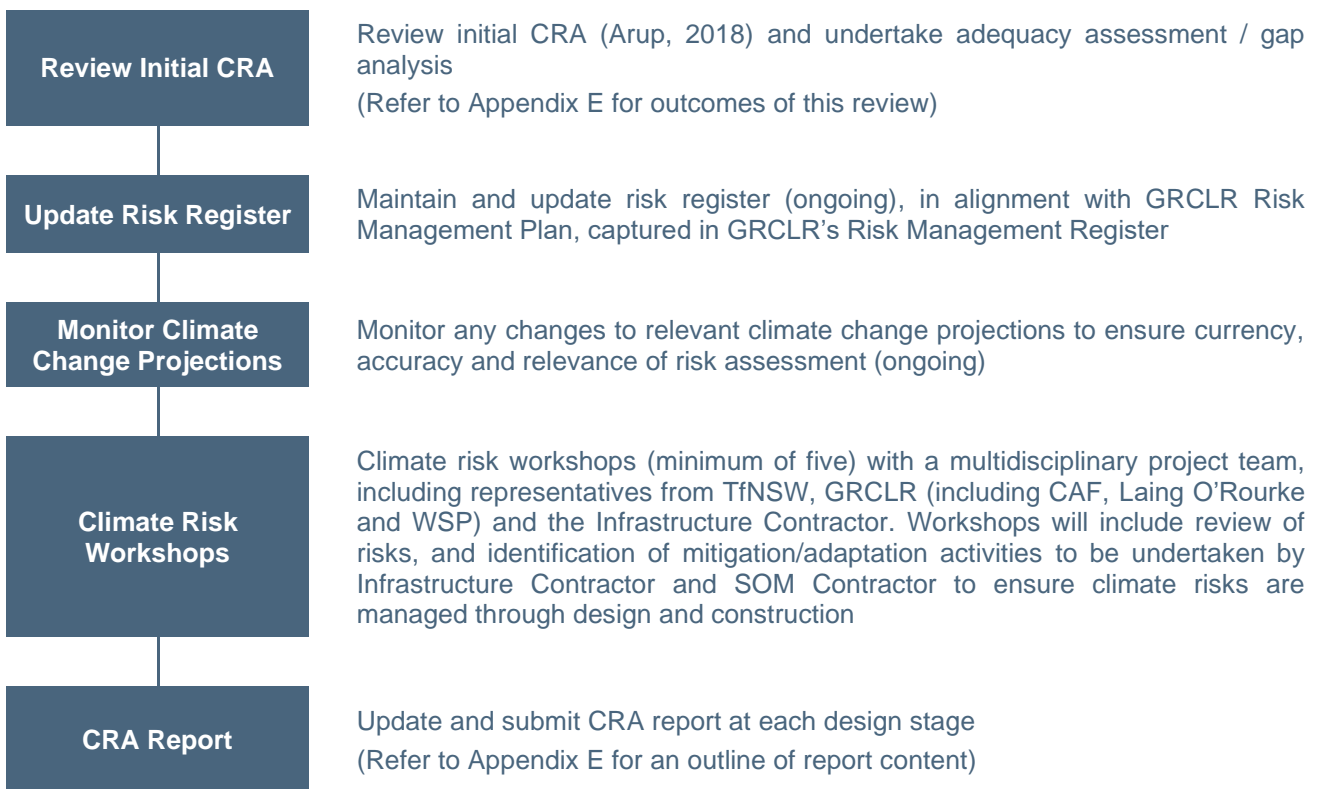 Review Initial CRA
Review initial CRA (Arup, 2018) and undertake adequacy assessment / gap
analysis
(Refer to Appendix E for outcomes of this review)
Update Risk Register
Maintain and update risk register (ongoing), in alignment with GRCLR Risk
Management Plan, captured in GRCLR's Risk Management Register
Monitor Climate
Change Projections
Monitor any changes to relevant climate change projections to ensure currency,
accuracy and relevance of risk assessment (ongoing)
Climate Risk
Workshops
Climate risk workshops (minimum of five) with a multidisciplinary project team,
including representatives from TfNSW, GRCLR (including CAF, Laing O'Rourke
and WSP) and the Infrastructure Contractor. Workshops will include review of
risks, and identification of mitigation/adaptation activities to be undertaken by
Infrastructure Contractor and SOM Contractor to ensure climate risks are
managed through design and construction
CRA Report
Update and submit CRA report at each design stage
(Refer to Appendix E for an outline of report content)